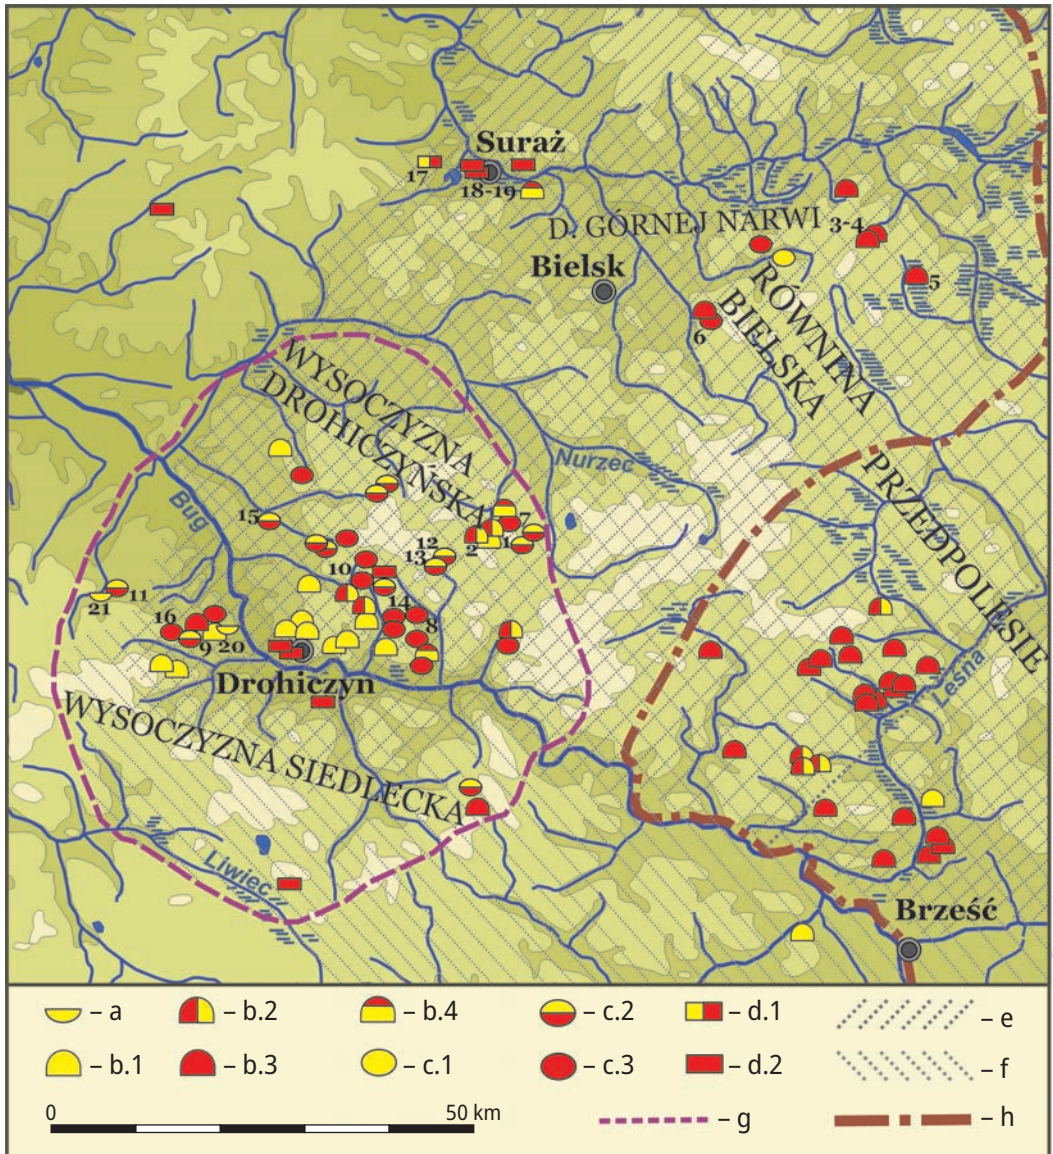 Suraż
17
18-19
D. GÓRNEJ NARWI
3-4
Bielsk
5
RÓWNINA
BIELSKA
6
WYSOCZYZNA
DROHICZYŃSKA
Nurzec
PRZEDPOLESIE
Bug
15
7
12
2
1
13
10
11
21
14
16
8
9
20
Leśna
Drohiczyn
WYSOCZYZNA SIEDLECKA
Liwiec
Brześć
– a
– b.2
– b.4
– c.2
– d.1
– e
– b.1
– b.3
– c.1
– c.3
– d.2
– f
0
50 km
– g
– h